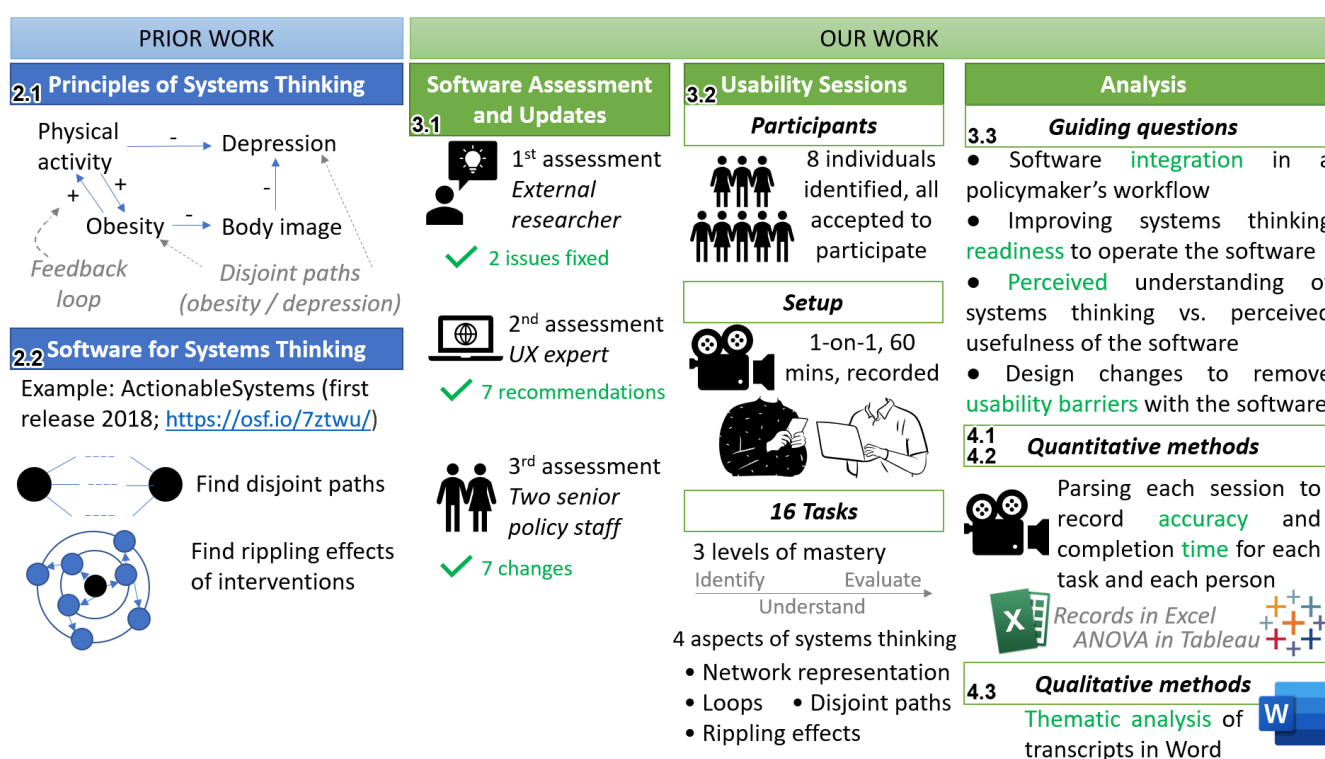 PRIOR WORK
OUR WORK
2.1 Principles of Systems Thinking
Physical
activity
-
Depression
+
+
-
Obesity
-
Body image
Feedback
loop
Disjoint paths
(obesity / depression)
2.2 Software for Systems Thinking
Example: ActionableSystems (first
release 2018; https://osf.io/7ztwu/)
Find disjoint paths
Find rippling effects
of interventions
Software Assessment
and Updates
3.1
1st assessment
External
researcher
2 issues fixed
2nd assessment
UX expert
7 recommendations
3rd assessment
Two senior
policy staff
7 changes
3.2 Usability Sessions
Participants
8 individuals
identified, all
accepted to
participate
Setup
1-on-1, 60
mins, recorded
16 Tasks
3 levels of mastery
Identify
Evaluate
Understand
4 aspects of systems thinking
• Network representation
• Loops • Disjoint paths
• Rippling effects
Analysis
3.3 Guiding questions
● Software integration in a
policymaker's workflow
● Improving systems thinking
readiness to operate the software
● Perceived understanding of
systems thinking vs. perceived
usefulness of the software
● Design changes to remove
usability barriers with the software
4.1
4.2 Quantitative methods
Parsing each session to
record accuracy and
completion time for each
task and each person
X
Records in Excel
ANOVA in Tableau
4.3 Qualitative methods
Thematic analysis of
transcripts in Word
W